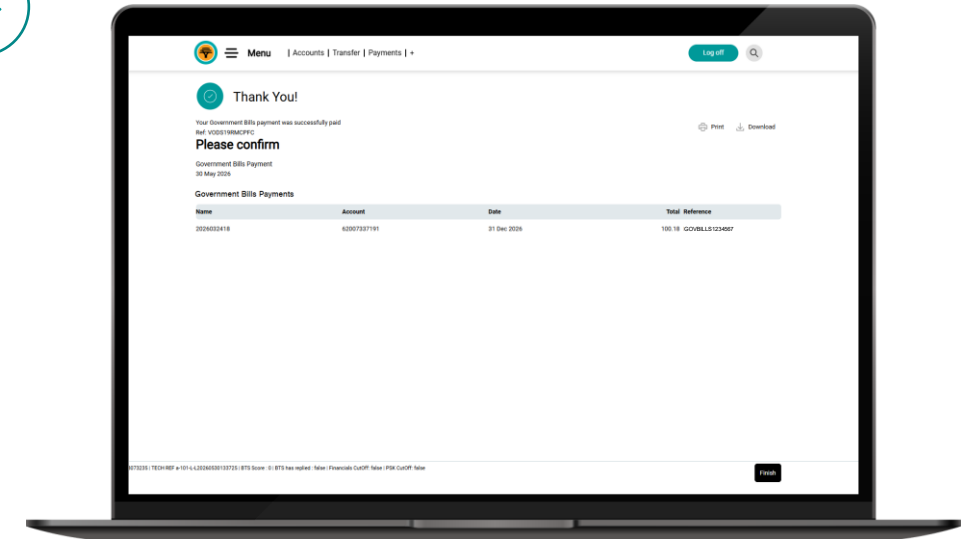 Menu | Accounts | Transfer | Payments | + Log off
Thank You!
Your Government Bills payment was successfully paid
Ref: VODS19RMCPFC
Print Download
Please confirm
Government Bills Payment
30 May 2026
Government Bills Payments
Name Account Date Total Reference
2026032418 62007337191 31 Dec 2026 100.18 GOVBILLS1234567
| TECH REF | BTS Score : 0 | BTS has replied : false | Financials CutOff: false | PSK CutOff: false
Finish